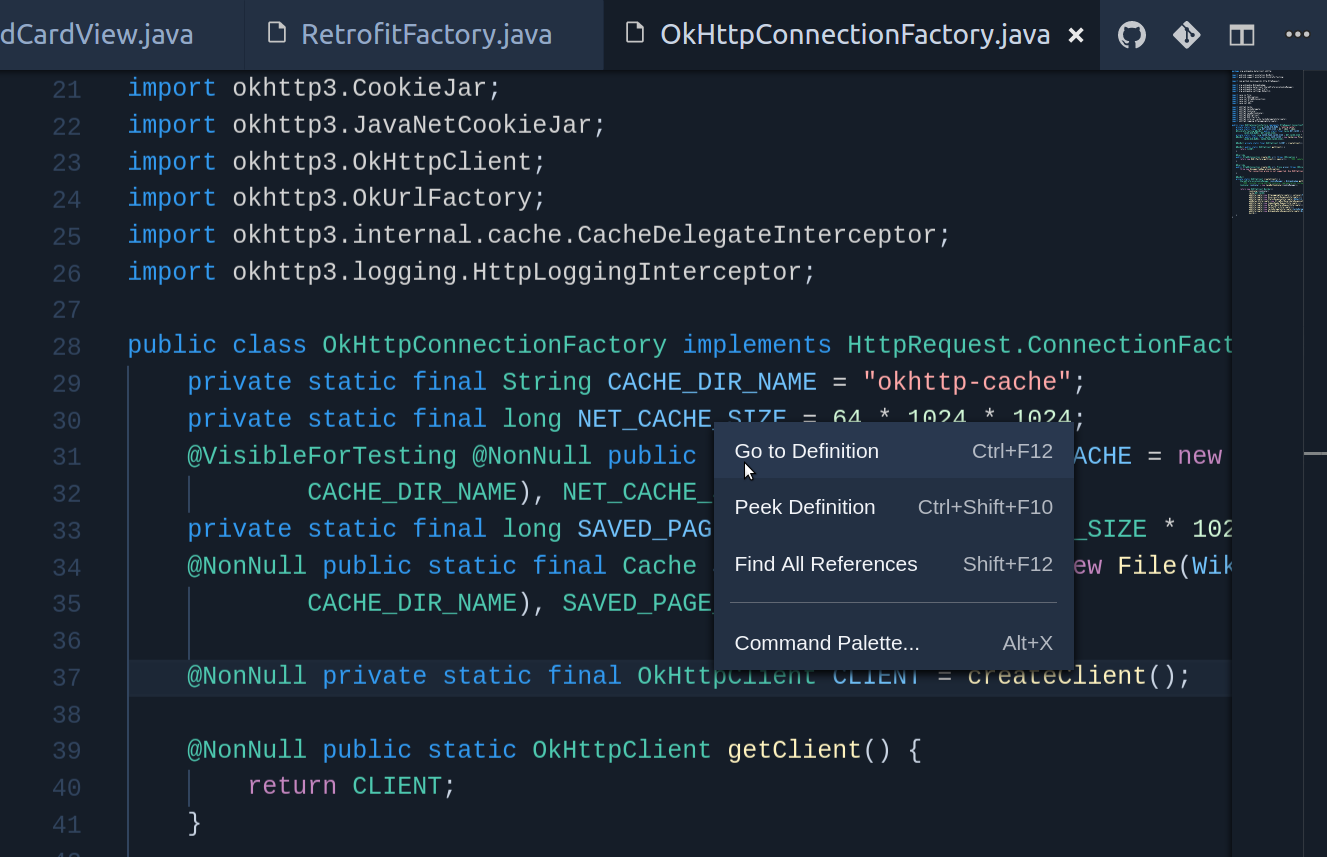 dCardView.java RetrofitFactory.java OkHttpConnectionFactory.java × ...
21 import okhttp3.CookieJar;
22 import okhttp3.JavaNetCookieJar;
23 import okhttp3.OkHttpClient;
24 import okhttp3.OkUrlFactory;
25 import okhttp3.internal.cache.CacheDelegateInterceptor;
26 import okhttp3.logging.HttpLoggingInterceptor;
27
28 public class OkHttpConnectionFactory implements HttpRequest.ConnectionFact
29 private static final String CACHE_DIR_NAME = "okhttp-cache";
30 private static final long NET_CACHE_SIZE = 64 * 1024 * 1024;
31 @VisibleForTesting @NonNull public ACHE = new
32 CACHE_DIR_NAME), NET_CACHE_
33 private static final long SAVED_PAG _SIZE * 102
34 @NonNull public static final Cache ew File(Wik
35 CACHE_DIR_NAME), SAVED_PAGE_
36
37 @NonNull private static final OkHttpClient CLIENT = createClient();
38
39 @NonNull public static OkHttpClient getClient() {
40 return CLIENT;
41 }
Go to Definition Ctrl+F12
Peek Definition Ctrl+Shift+F10
Find All References Shift+F12
Command Palette... Alt+X